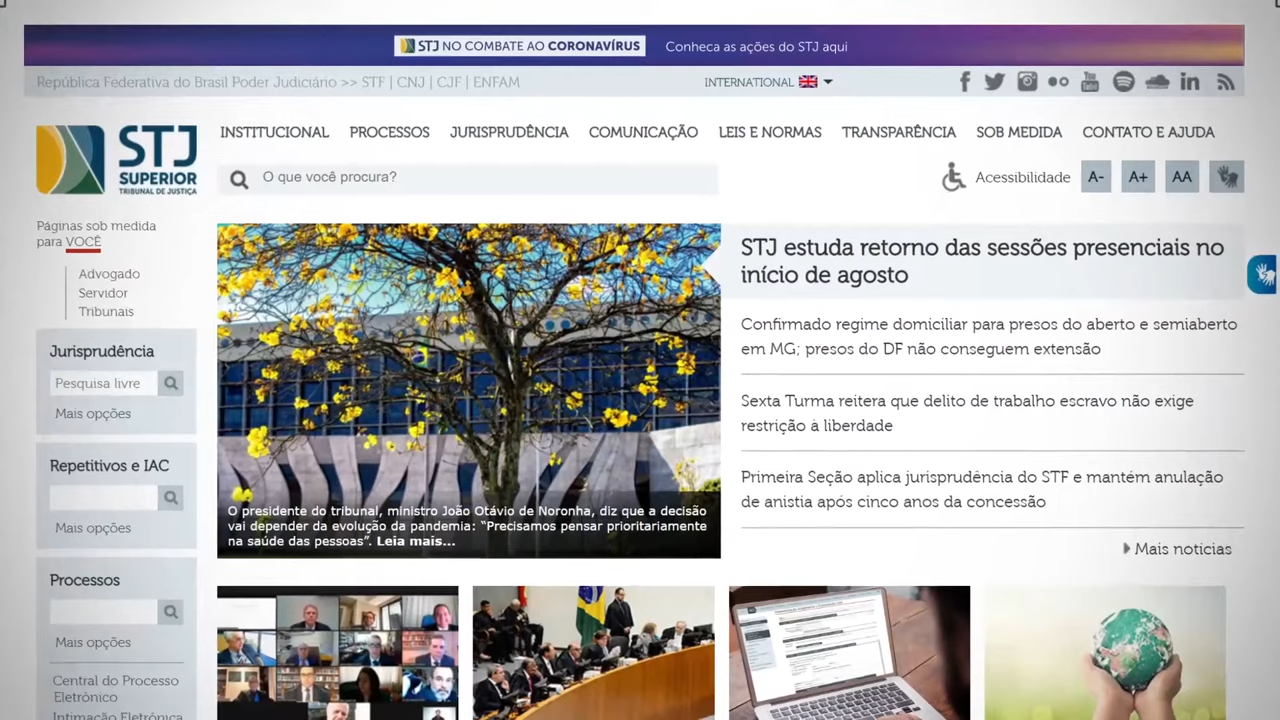 STJ NO COMBATE AO CORONAVÍRUS Conheca as ações do STJ aqui
República Federativa do Brasil Poder Judiciário >> STF | CNJ | CJF | ENFAM INTERNATIONAL
You Tube in
STJ
SUPERIOR
TRIBUNAL DE JUSTIÇA
INSTITUCIONAL PROCESSOS JURISPRUDÊNCIA COMUNICAÇÃO LEIS E NORMAS TRANSPARÊNCIA SOB MEDIDA CONTATO E AJUDA
O que você procura?
Acessibilidade A- A+ AA
Páginas sob medida
para VOCÊ
Advogado
Servidor
Tribunais
Jurisprudência
Pesquisa livre
Mais opções
Repetitivos e IAC
Mais opções
Processos
Mais opções
Central do Processo
Eletrônico
Intimação Eletrônica
O presidente do tribunal, ministro João Otávio de Noronha, diz que a decisão
vai depender da evolução da pandemia: “Precisamos pensar prioritariamente
na saúde das pessoas”. Leia mais...
STJ estuda retorno das sessões presenciais no
início de agosto
Confirmado regime domiciliar para presos do aberto e semiaberto
em MG; presos do DF não conseguem extensão
Sexta Turma reitera que delito de trabalho escravo não exige
restrição à liberdade
Primeira Seção aplica jurisprudência do STF e mantém anulação
de anistia após cinco anos da concessão
Mais notícias